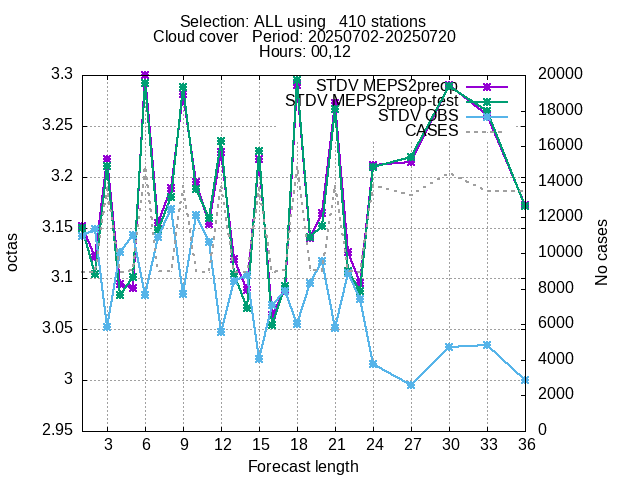 Selection: ALL using   410 stations
Cloud cover   Period: 20250702-20250720
Hours: 00,12
STDV MEPS2preop
STDV MEPS2preop-test
STDV OBS
CASES
3.3
3.25
3.2
3.15
3.1
3.05
3
2.95
octas
20000
18000
16000
14000
12000
10000
8000
6000
4000
2000
0
No cases
3 6 9 12 15 18 21 24 27 30 33 36
Forecast length